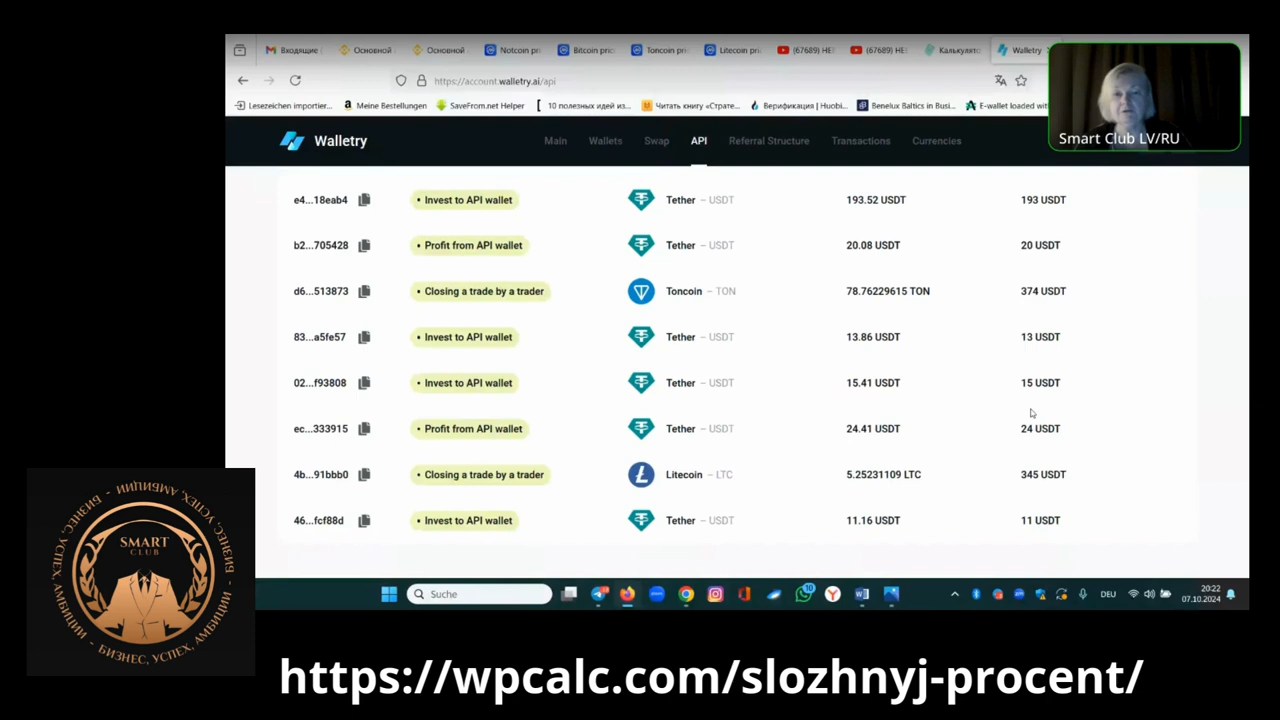 Входящие
Основной
Основной
Notcoin pri
Bitcoin pric
Toncoin pri
Litecoin pri
(67689) HE
(67689) HE
Калькулято
Walletry
https://account.walletry.ai/api
Lesezeichen importier...
Meine Bestellungen
SaveFrom.net Helper
10 полезных идей из...
Читать книгу «Страте...
Верификация | Huobi...
Benelux Baltics in Busi...
E-wallet loaded with
Smart Club LV/RU
Walletry
Main
Wallets
Swap
API
Referral Structure
Transactions
Currencies
e4...18eab4 • Invest to API wallet Tether – USDT 193.52 USDT 193 USDT
b2...705428 • Profit from API wallet Tether – USDT 20.08 USDT 20 USDT
d6...513873 • Closing a trade by a trader Toncoin – TON 78.76229615 TON 374 USDT
83...a5fe57 • Invest to API wallet Tether – USDT 13.86 USDT 13 USDT
02...f93808 • Invest to API wallet Tether – USDT 15.41 USDT 15 USDT
ec...333915 • Profit from API wallet Tether – USDT 24.41 USDT 24 USDT
4b...91bbb0 • Closing a trade by a trader Litecoin – LTC 5.25231109 LTC 345 USDT
46...fcf88d • Invest to API wallet Tether – USDT 11.16 USDT 11 USDT
БИЗНЕС, УСПЕХ, АМБИЦИИ - БИЗНЕС, УСПЕХ, АМБИЦИИ - БИЗНЕС, УСПЕХ, АМБИЦИИ -
SMART
CLUB
Suche
10
DEU
20:22
07.10.2024
https://wpcalc.com/slozhnyj-procent/